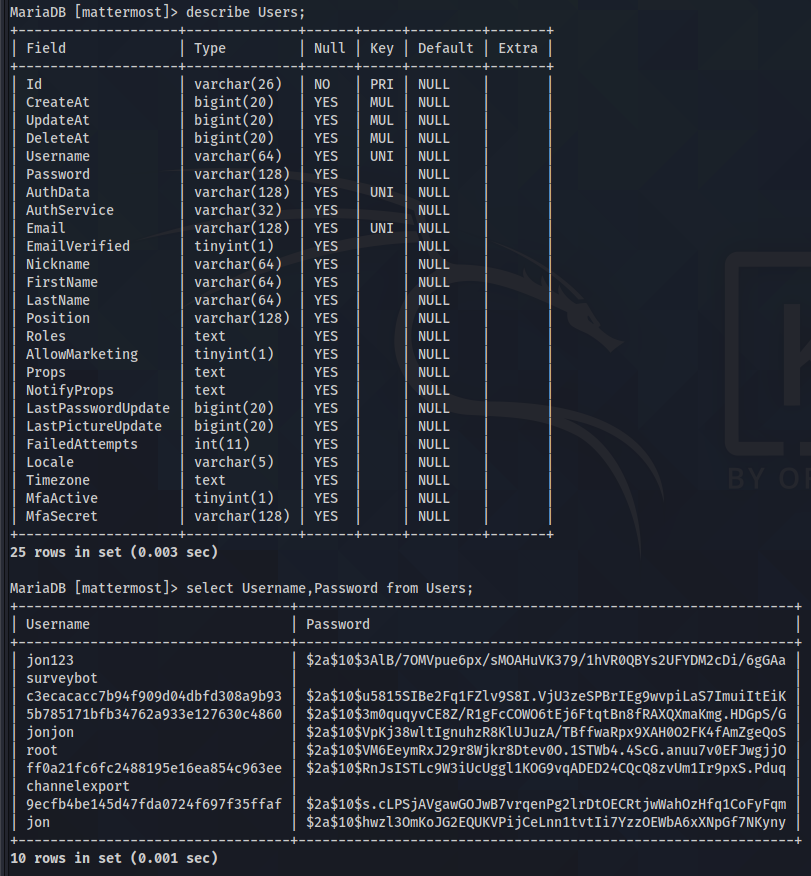 MariaDB [mattermost]> describe Users;
+--------------------+--------------+------+-----+---------+-------+
| Field              | Type         | Null | Key | Default | Extra |
+--------------------+--------------+------+-----+---------+-------+
| Id                 | varchar(26)  | NO   | PRI | NULL    |       |
| CreateAt           | bigint(20)   | YES  | MUL | NULL    |       |
| UpdateAt           | bigint(20)   | YES  | MUL | NULL    |       |
| DeleteAt           | bigint(20)   | YES  | MUL | NULL    |       |
| Username           | varchar(64)  | YES  | UNI | NULL    |       |
| Password           | varchar(128) | YES  |     | NULL    |       |
| AuthData           | varchar(128) | YES  | UNI | NULL    |       |
| AuthService        | varchar(32)  | YES  |     | NULL    |       |
| Email              | varchar(128) | YES  | UNI | NULL    |       |
| EmailVerified      | tinyint(1)   | YES  |     | NULL    |       |
| Nickname           | varchar(64)  | YES  |     | NULL    |       |
| FirstName          | varchar(64)  | YES  |     | NULL    |       |
| LastName           | varchar(64)  | YES  |     | NULL    |       |
| Position           | varchar(128) | YES  |     | NULL    |       |
| Roles              | text         | YES  |     | NULL    |       |
| AllowMarketing     | tinyint(1)   | YES  |     | NULL    |       |
| Props              | text         | YES  |     | NULL    |       |
| NotifyProps        | text         | YES  |     | NULL    |       |
| LastPasswordUpdate | bigint(20)   | YES  |     | NULL    |       |
| LastPictureUpdate  | bigint(20)   | YES  |     | NULL    |       |
| FailedAttempts     | int(11)      | YES  |     | NULL    |       |
| Locale             | varchar(5)   | YES  |     | NULL    |       |
| Timezone           | text         | YES  |     | NULL    |       |
| MfaActive          | tinyint(1)   | YES  |     | NULL    |       |
| MfaSecret          | varchar(128) | YES  |     | NULL    |       |
+--------------------+--------------+------+-----+---------+-------+
25 rows in set (0.003 sec)
MariaDB [mattermost]> select Username,Password from Users;
+----------------------------------+--------------------------------------------------------------+
| Username                         | Password                                                     |
+----------------------------------+--------------------------------------------------------------+
| jon123                           | $2a$10$3AlB/7OMVpue6px/sMOAHuVK379/1hVR0QBYs2UFYDM2cDi/6gGAa |
| surveybot                        |                                                              |
| c3ecacacc7b94f909d04dbfd308a9b93 | $2a$10$u5815SIBe2Fq1FZlv9S8I.VjU3zeSPBrIEg9wvpiLaS7ImuiItEiK |
| 5b785171bfb34762a933e127630c4860 | $2a$10$3m0quqyvCE8Z/R1gFcCOWO6tEj6FtqtBn8fRAXQXmaKmg.HDGpS/G |
| jonjon                           | $2a$10$VpKj38wltIgnuhzR8KlUJuzA/TBffwaRpx9XAH0O2FK4fAmZgeQoS |
| root                             | $2a$10$VM6EeymRxJ29r8Wjkr8Dtev0O.1STWb4.4ScG.anuu7v0EFJwgjjO |
| ff0a21fc6fc2488195e16ea854c963ee | $2a$10$RnJsISTLc9W3iUcUggl1KOG9vqADED24CQcQ8zvUm1Ir9pxS.Pduq |
| channelexport                    |                                                              |
| 9ecfb4be145d47fda0724f697f35ffaf | $2a$10$s.cLPSjAVgawGOJwB7vrqenPg2lrDtOECRtjwWahOzHfq1CoFyFqm |
| jon                              | $2a$10$hwzl3OmKoJG2EQUKVPijCeLnn1tvtIi7YzzOEWbA6xXNpGf7NKyny |
+----------------------------------+--------------------------------------------------------------+
10 rows in set (0.001 sec)
BY OF